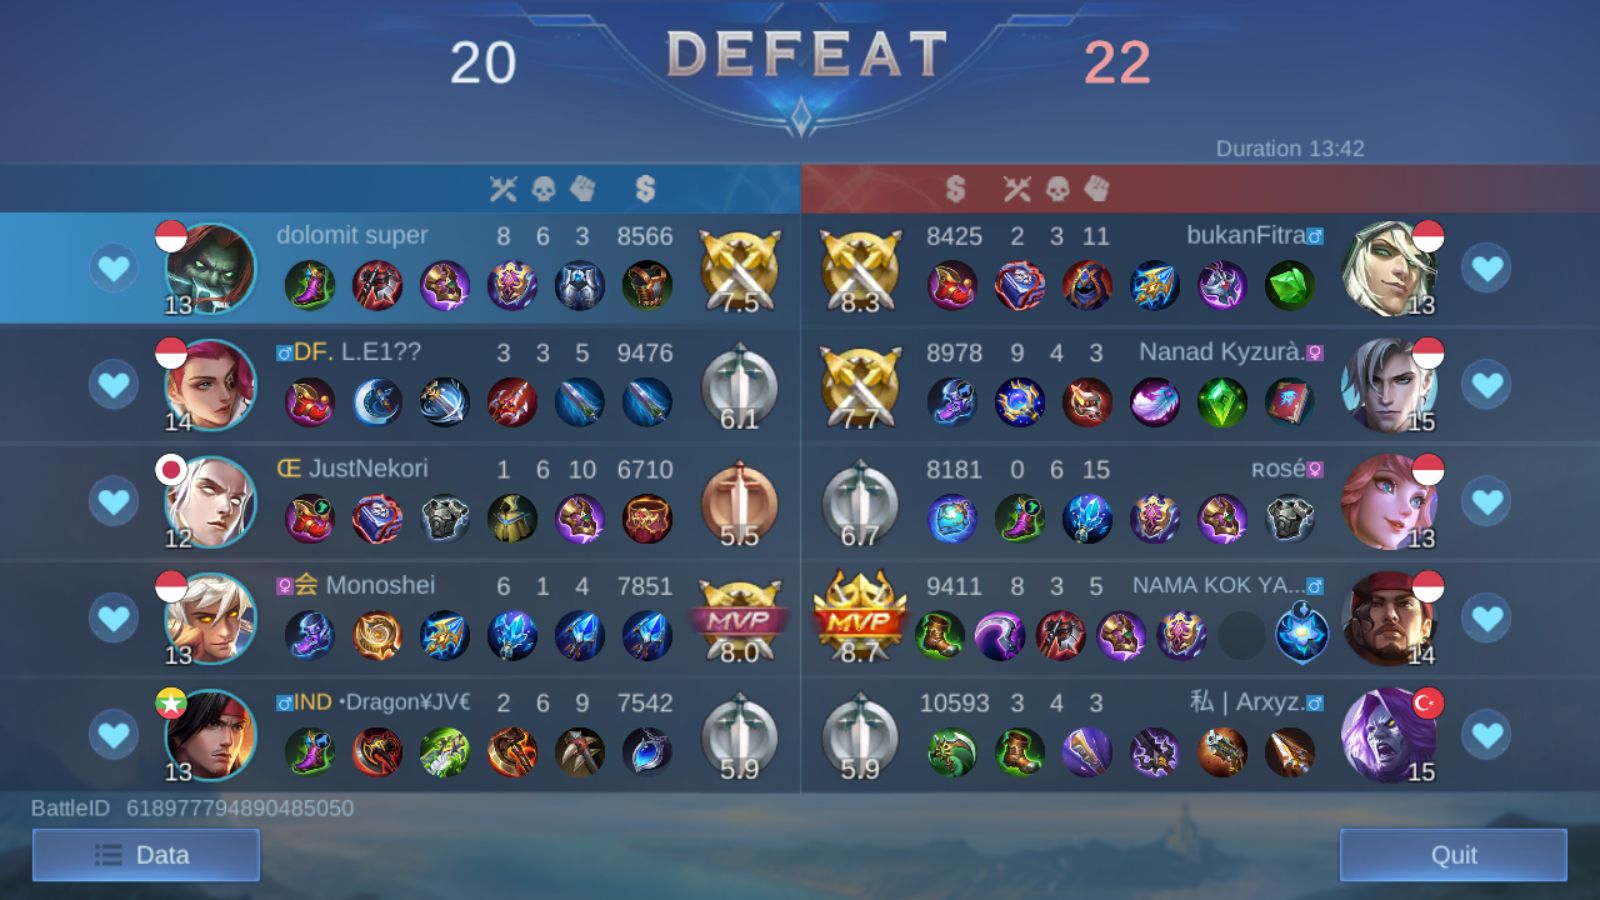 20 DEFEAT 22
Duration 13:42
dolomit super 8 6 3 8566
13 7.5
8425 2 3 11 bukanFitra♂
8.3 13
♂DF. L.E1?? 3 3 5 9476
14 6.1
8978 9 4 3 Nanad Kyzurà.♀
7.7 15
Œ JustNekori 1 6 10 6710
12 5.5
8181 0 6 15 ʀosé♀
6.7 13
♀会 Monoshei 6 1 4 7851
MVP
13 8.0
9411 8 3 5 NAMA KOK YA...♂
MVP
8.7 14
♂IND •Dragon¥JV€ 2 6 9 7542
13 5.9
10593 3 4 3 私 | Arxyz.♂
5.9 15
BattleID 618977794890485050
Data
Quit